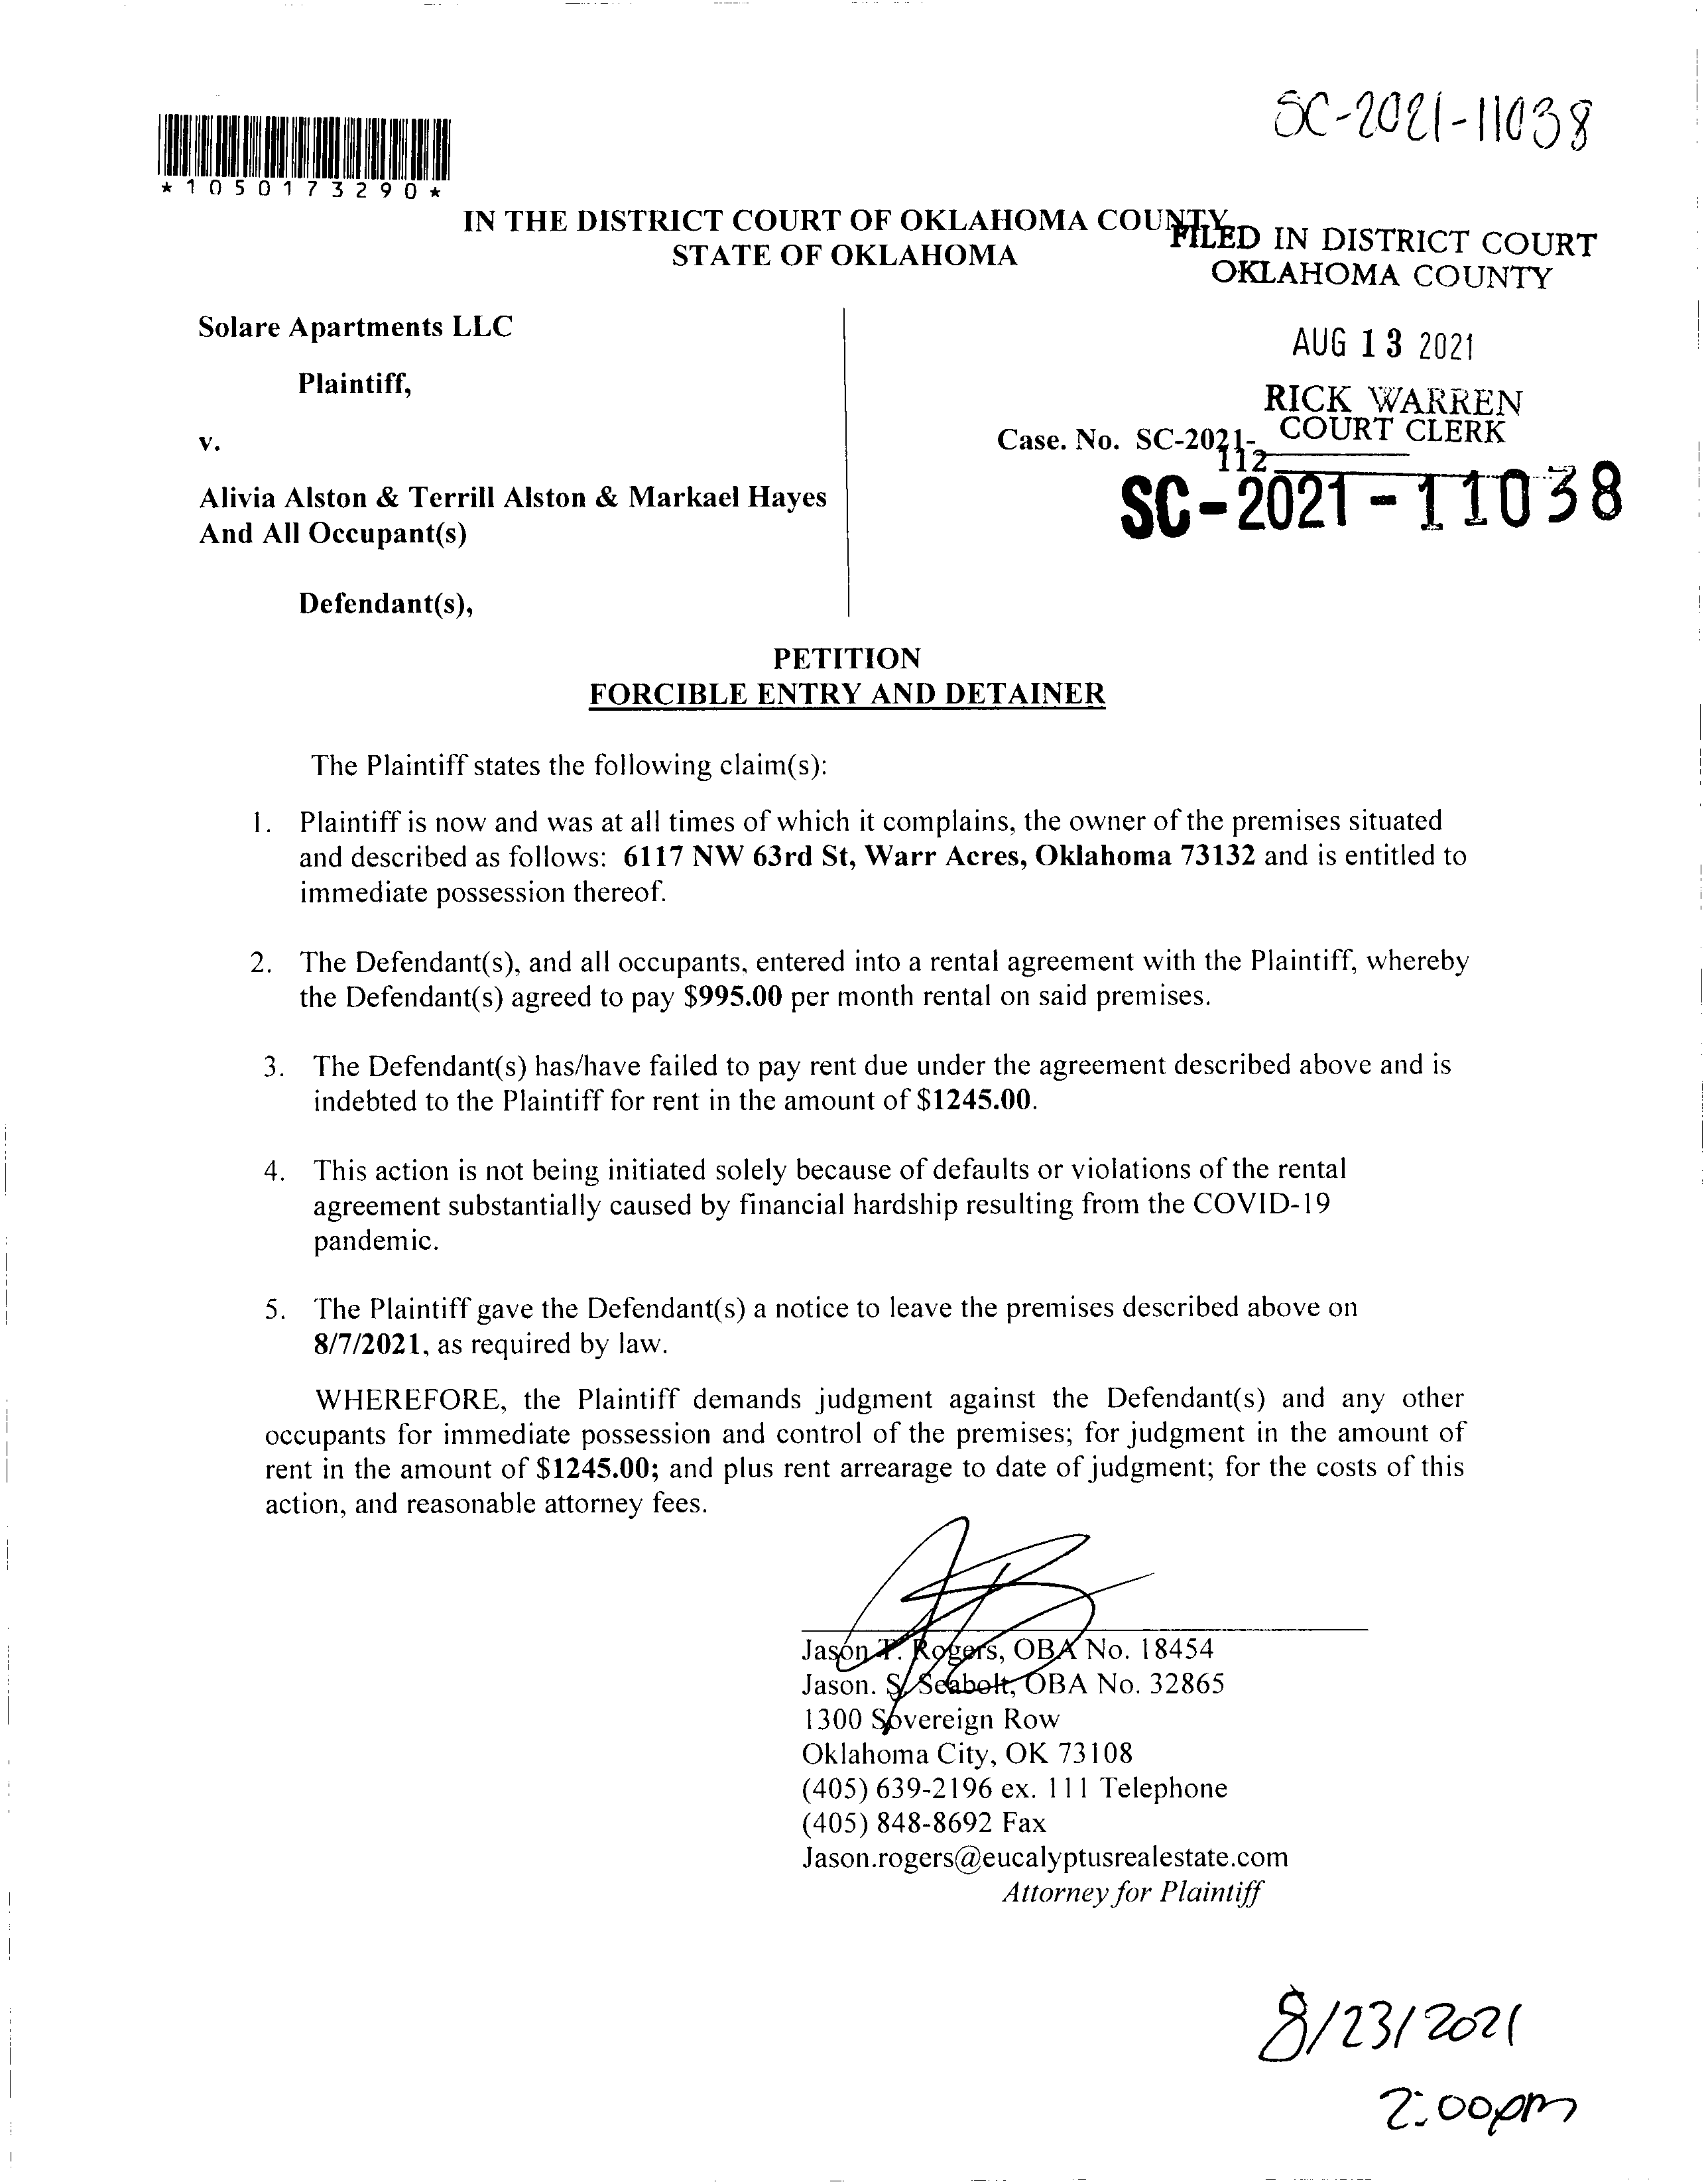 SC-2021-11038
*1050173290*
IN THE DISTRICT COURT OF OKLAHOMA COUNTY
STATE OF OKLAHOMA
FILED IN DISTRICT COURT
OKLAHOMA COUNTY
Solare Apartments LLC
AUG 13 2021
Plaintiff,
RICK WARREN
COURT CLERK
v.
Case. No. SC-2021-
112
SC-2021-11038
Alivia Alston & Terrill Alston & Markael Hayes
And All Occupant(s)
Defendant(s),
PETITION
FORCIBLE ENTRY AND DETAINER
The Plaintiff states the following claim(s):
1. Plaintiff is now and was at all times of which it complains, the owner of the premises situated
and described as follows: 6117 NW 63rd St, Warr Acres, Oklahoma 73132 and is entitled to
immediate possession thereof.
2. The Defendant(s), and all occupants, entered into a rental agreement with the Plaintiff, whereby
the Defendant(s) agreed to pay $995.00 per month rental on said premises.
3. The Defendant(s) has/have failed to pay rent due under the agreement described above and is
indebted to the Plaintiff for rent in the amount of $1245.00.
4. This action is not being initiated solely because of defaults or violations of the rental
agreement substantially caused by financial hardship resulting from the COVID-19
pandemic.
5. The Plaintiff gave the Defendant(s) a notice to leave the premises described above on
8/7/2021, as required by law.
WHEREFORE, the Plaintiff demands judgment against the Defendant(s) and any other
occupants for immediate possession and control of the premises; for judgment in the amount of
rent in the amount of $1245.00; and plus rent arrearage to date of judgment; for the costs of this
action, and reasonable attorney fees.
Jason T. Rogers, OBA No. 18454
Jason. S. Seabolt, OBA No. 32865
1300 Sovereign Row
Oklahoma City, OK 73108
(405) 639-2196 ex. 111 Telephone
(405) 848-8692 Fax
Jason.rogers@eucalyptusrealestate.com
Attorney for Plaintiff
8/23/2021
2:00pm